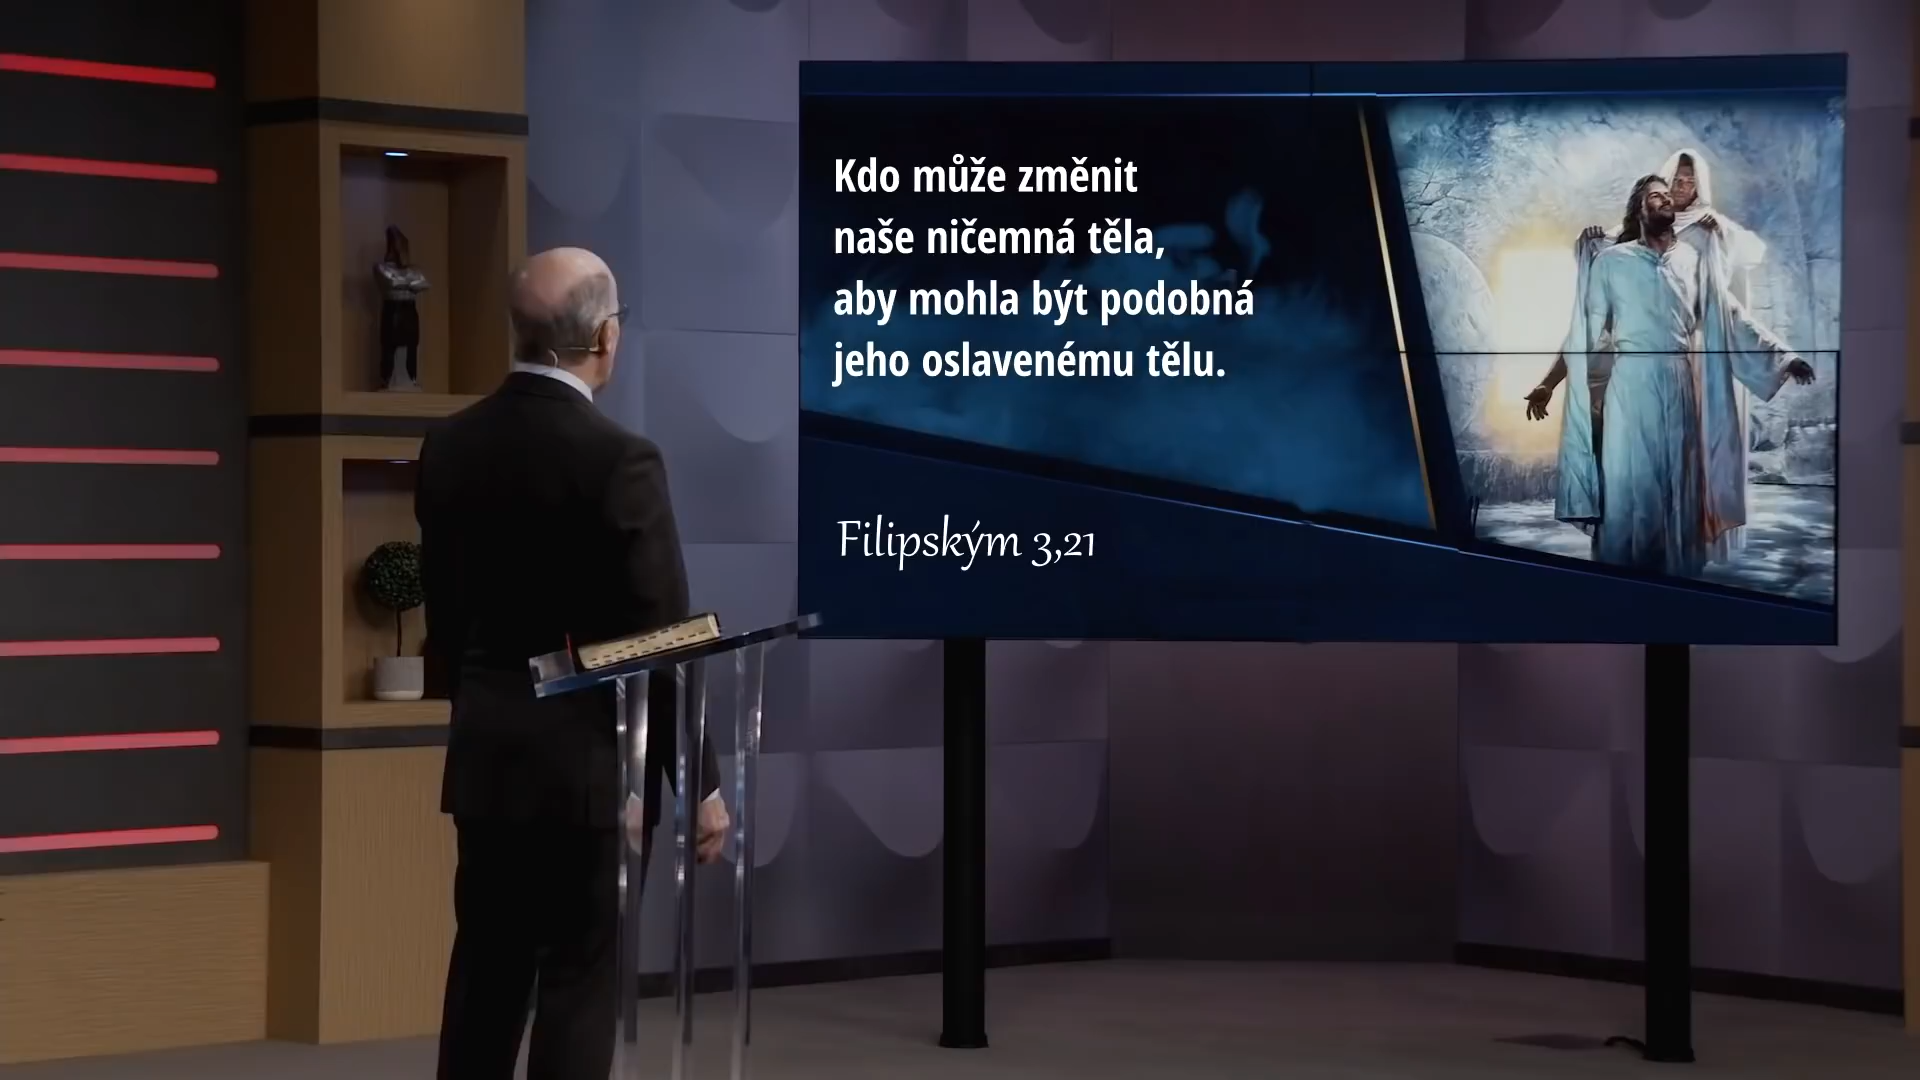 Kdo může změnit
naše ničemná těla,
aby mohla být podobná
jeho oslavenému tělu.
Filipským 3,21